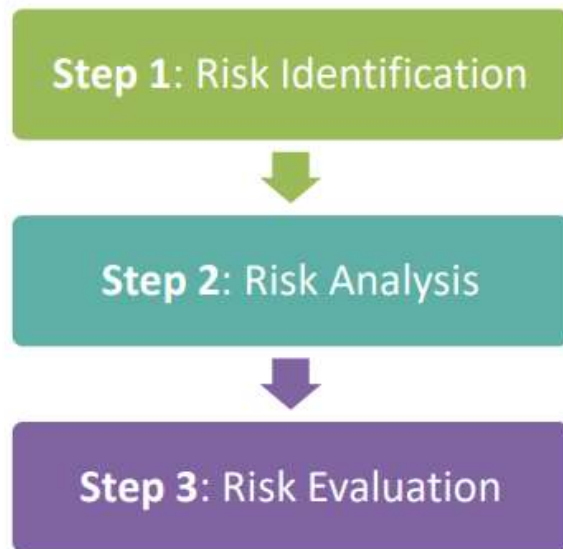 Step 1: Risk Identification
Step 2: Risk Analysis
Step 3: Risk Evaluation